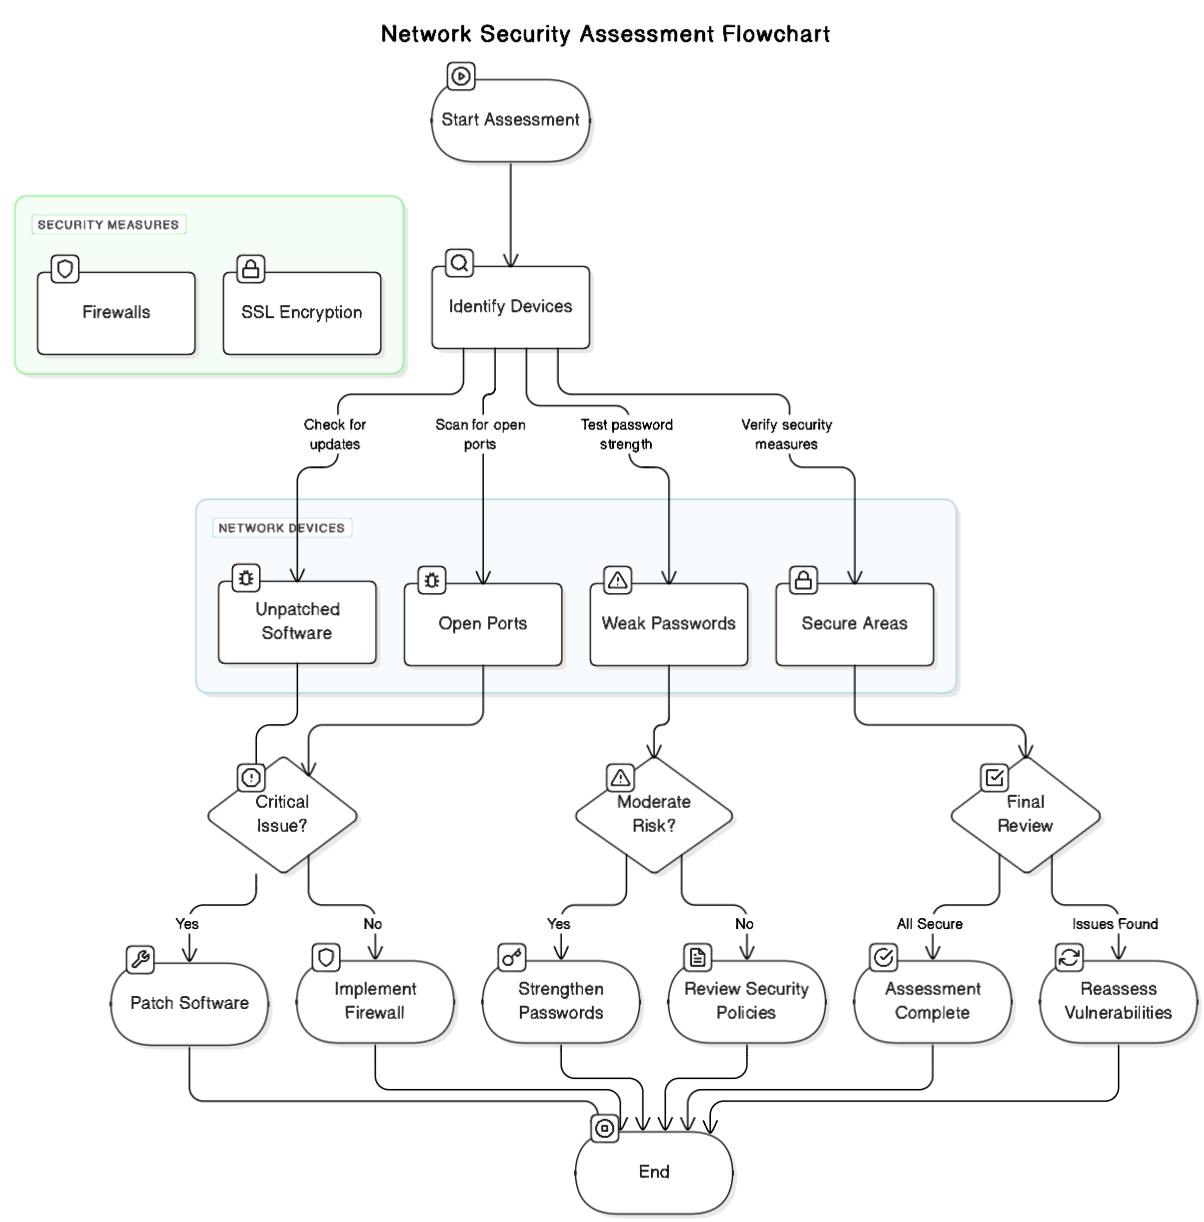 Network Security Assessment Flowchart
Start Assessment
SECURITY MEASURES
Firewalls
SSL Encryption
Identify Devices
Check for
updates
Scan for open
ports
Test password
strength
Verify security
measures
NETWORK DEVICES
Unpatched
Software
Open Ports
Weak Passwords
Secure Areas
Critical
Issue?
Moderate
Risk?
Final
Review
Yes
No
Yes
No
All Secure
Issues Found
Patch Software
Implement
Firewall
Strengthen
Passwords
Review Security
Policies
Assessment
Complete
Reassess
Vulnerabilities
End